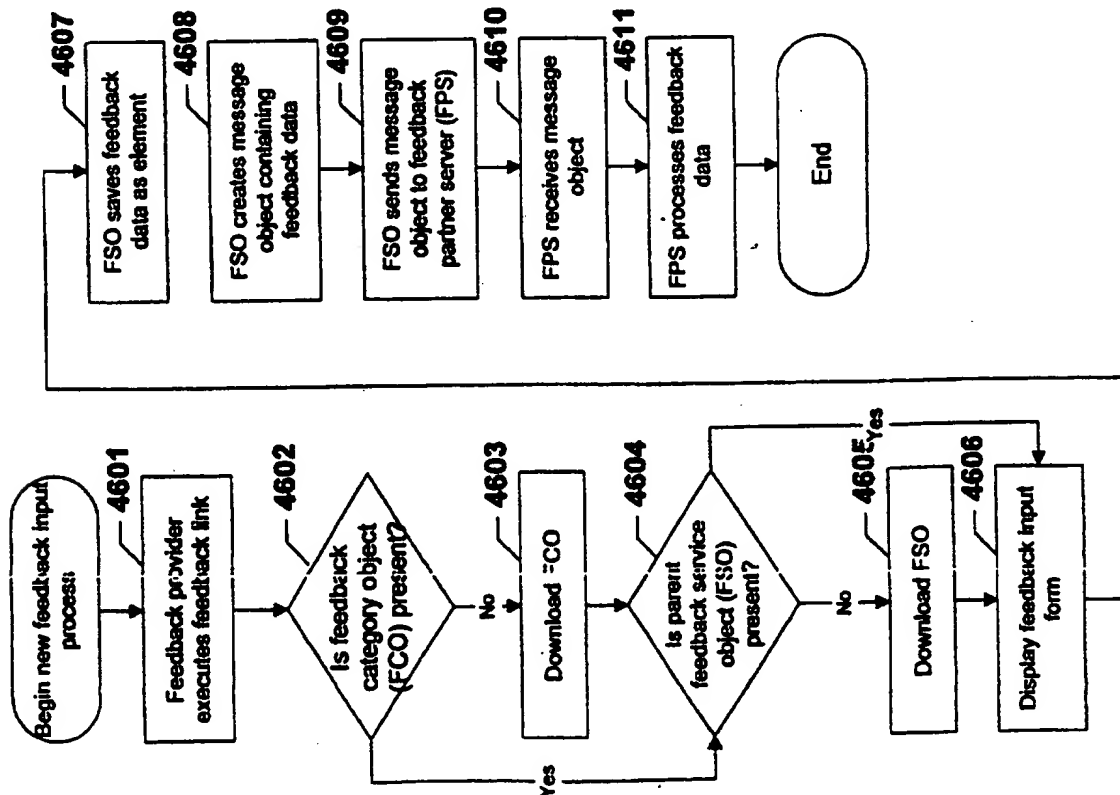 Begin new feedback input
process
4601
Feedback provider
executes feedback link
4602
Is feedback
category object
(FCO) present?
No
Yes
4603
Download FCO
4604
Is parent
feedback service
object (FSO)
present?
No
Yes
4605
Download FSO
4606
Display feedback input
form
4607
FSO saves feedback
data as element
4608
FSO creates message
object containing
feedback data
4609
FSO sends message
object to feedback
partner server (FPS)
4610
FPS receives message
object
4611
FPS processes feedback
data
End